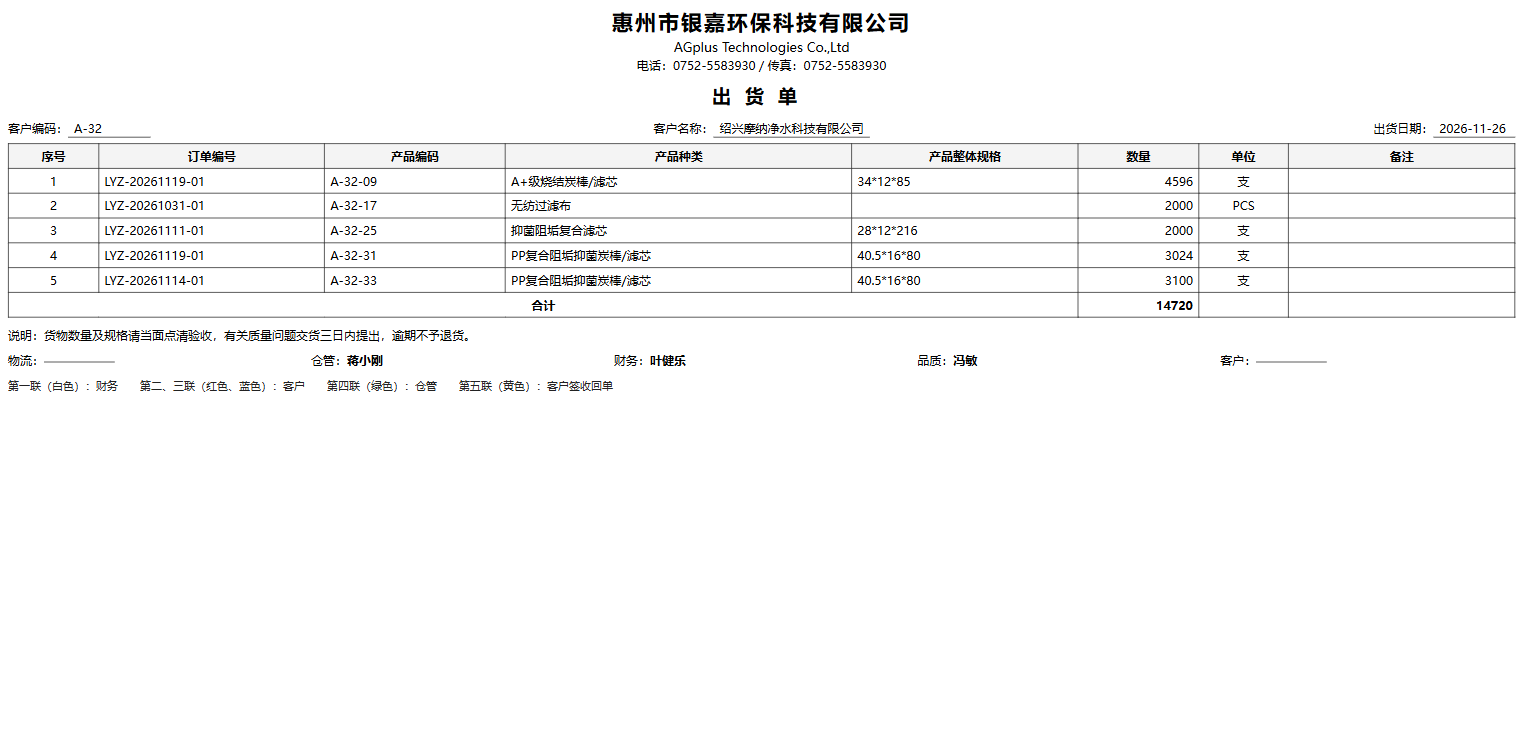 惠州市银嘉环保科技有限公司
AGplus Technologies Co.,Ltd
电话：0752-5583930 / 传真：0752-5583930
出 货 单
客户编码： A-32 客户名称： 绍兴摩纳净水科技有限公司 出货日期： 2026-11-26
序号 订单编号 产品编码 产品种类 产品整体规格 数量 单位 备注
1 LYZ-20261119-01 A-32-09 A+级烧结炭棒/滤芯 34*12*85 4596 支
2 LYZ-20261031-01 A-32-17 无纺过滤布 2000 PCS
3 LYZ-20261111-01 A-32-25 抑菌阻垢复合滤芯 28*12*216 2000 支
4 LYZ-20261119-01 A-32-31 PP复合阻垢抑菌炭棒/滤芯 40.5*16*80 3024 支
5 LYZ-20261114-01 A-32-33 PP复合阻垢抑菌炭棒/滤芯 40.5*16*80 3100 支
合计 14720
说明：货物数量及规格请当面点清验收，有关质量问题交货三日内提出，逾期不予退货。
物流： 仓管：蒋小刚 财务：叶健乐 品质：冯敏 客户：
第一联（白色）：财务 第二、三联（红色、蓝色）：客户 第四联（绿色）：仓管 第五联（黄色）：客户签收回单